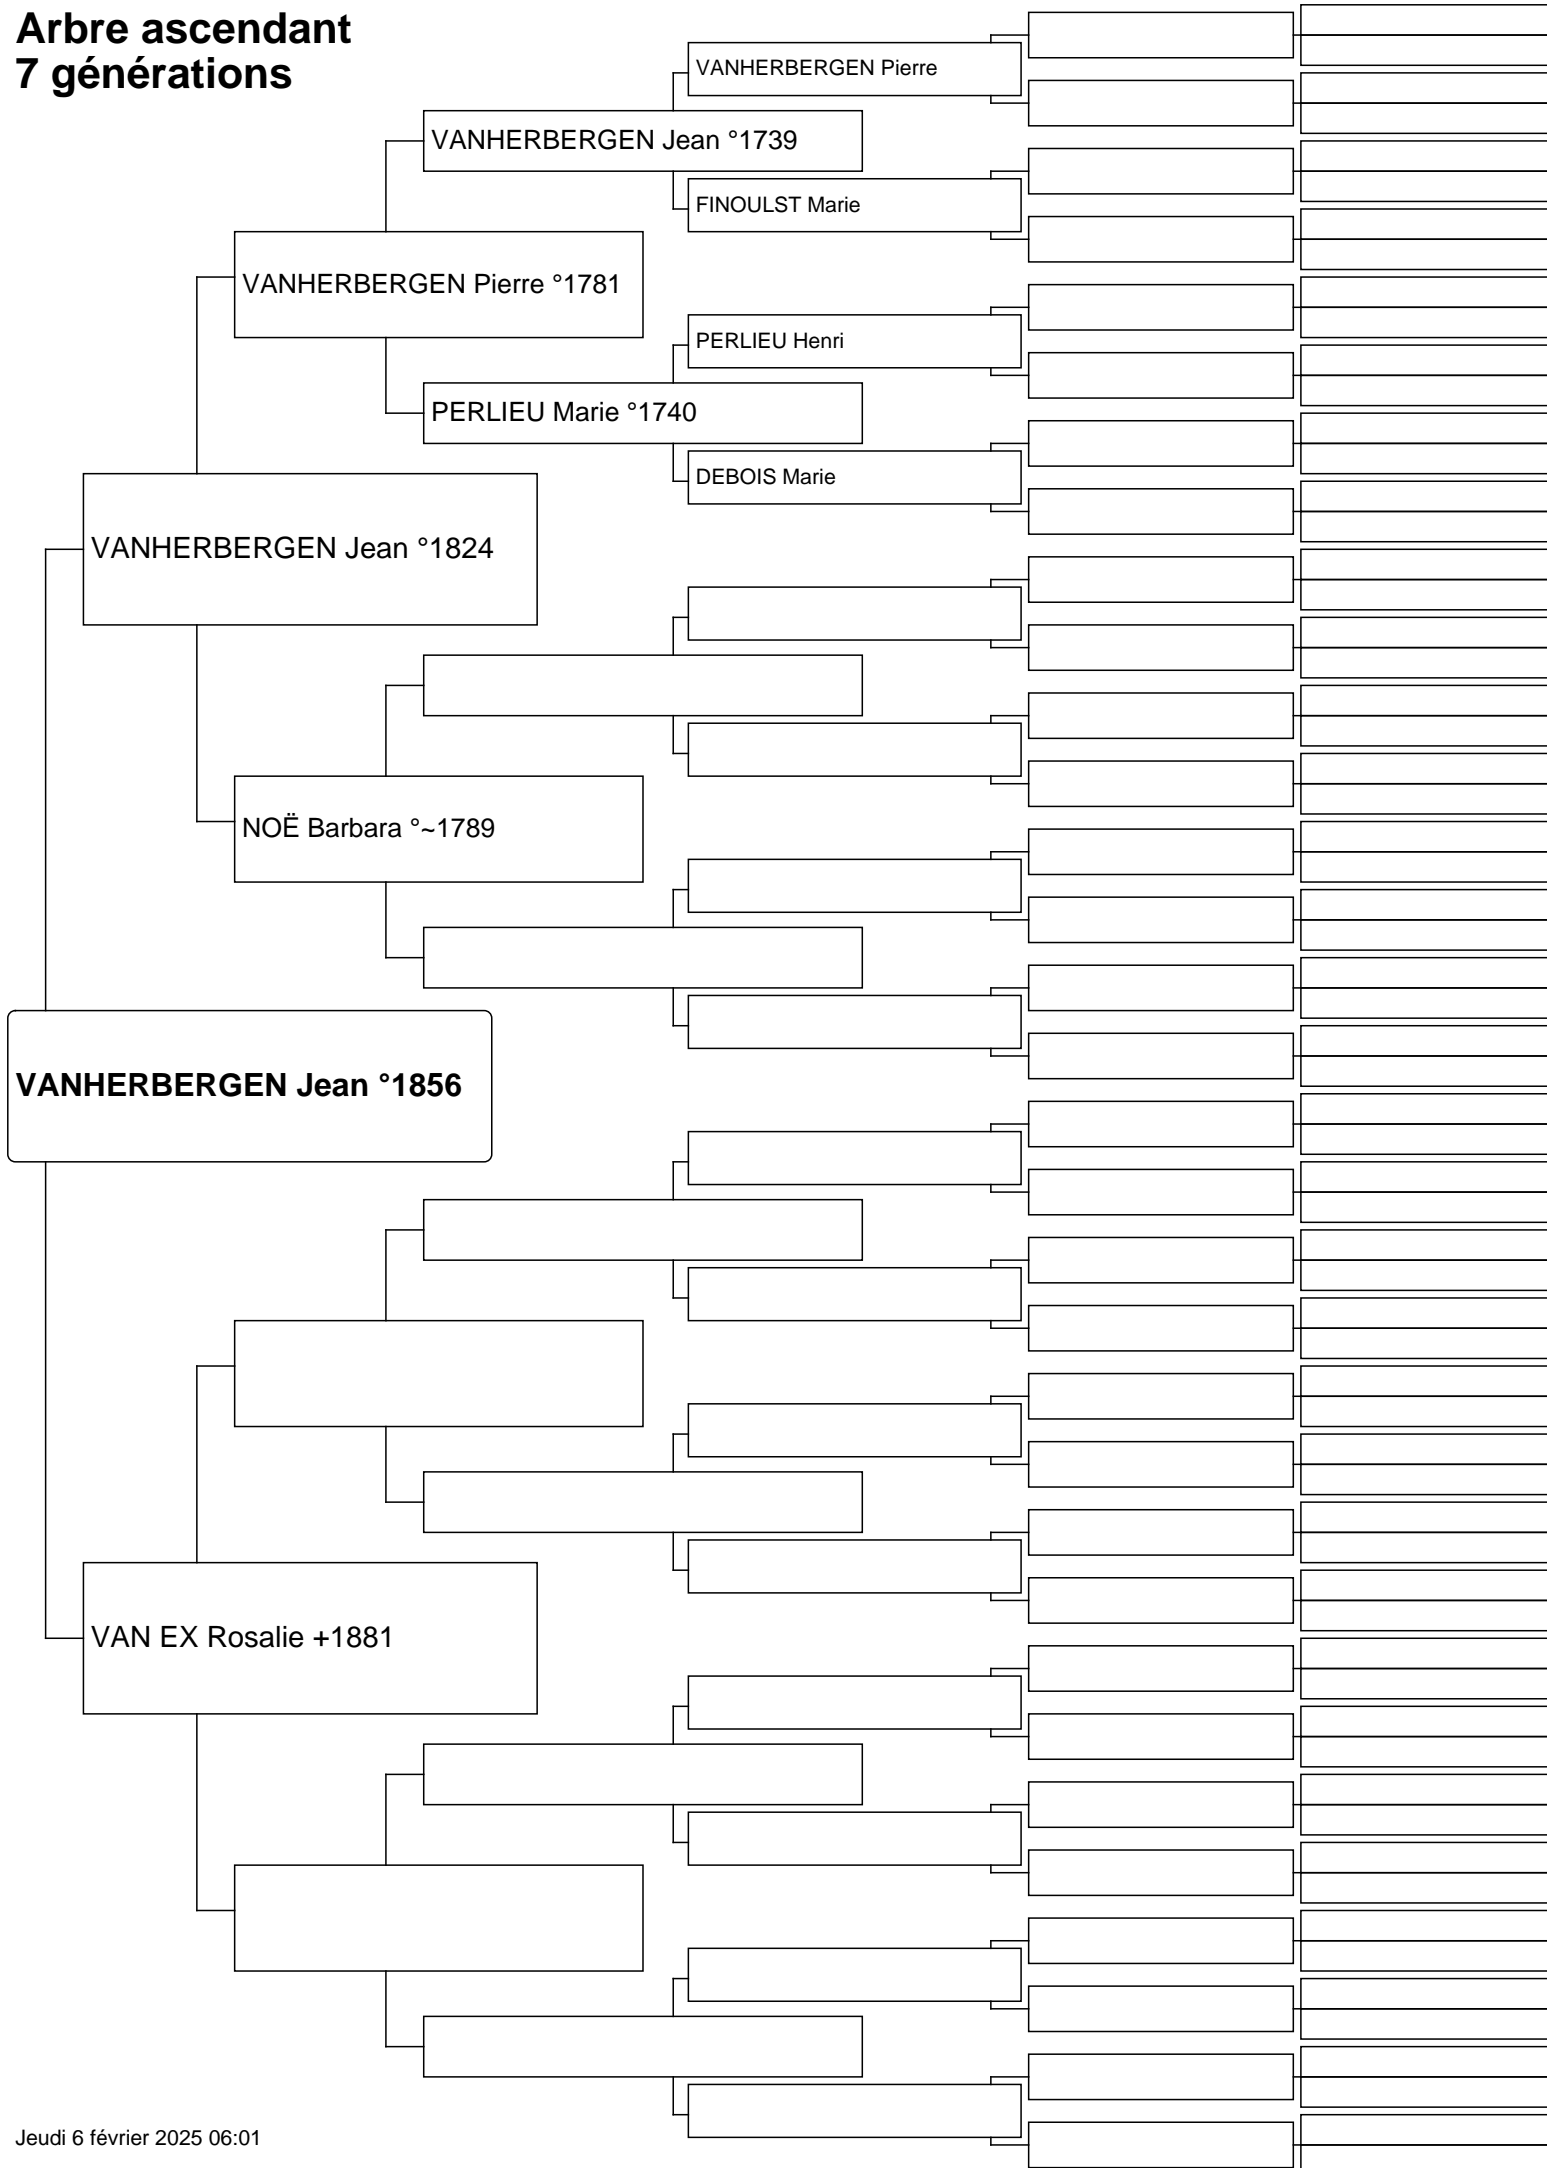 Arbre ascendant
7 générations
VANHERBERGEN Pierre
VANHERBERGEN Jean °1739
FINOULST Marie
VANHERBERGEN Pierre °1781
PERLIEU Henri
PERLIEU Marie °1740
DEBOIS Marie
VANHERBERGEN Jean °1824
NOË Barbara °~1789
VANHERBERGEN Jean °1856
VAN EX Rosalie +1881
Jeudi 6 février 2025 06:01